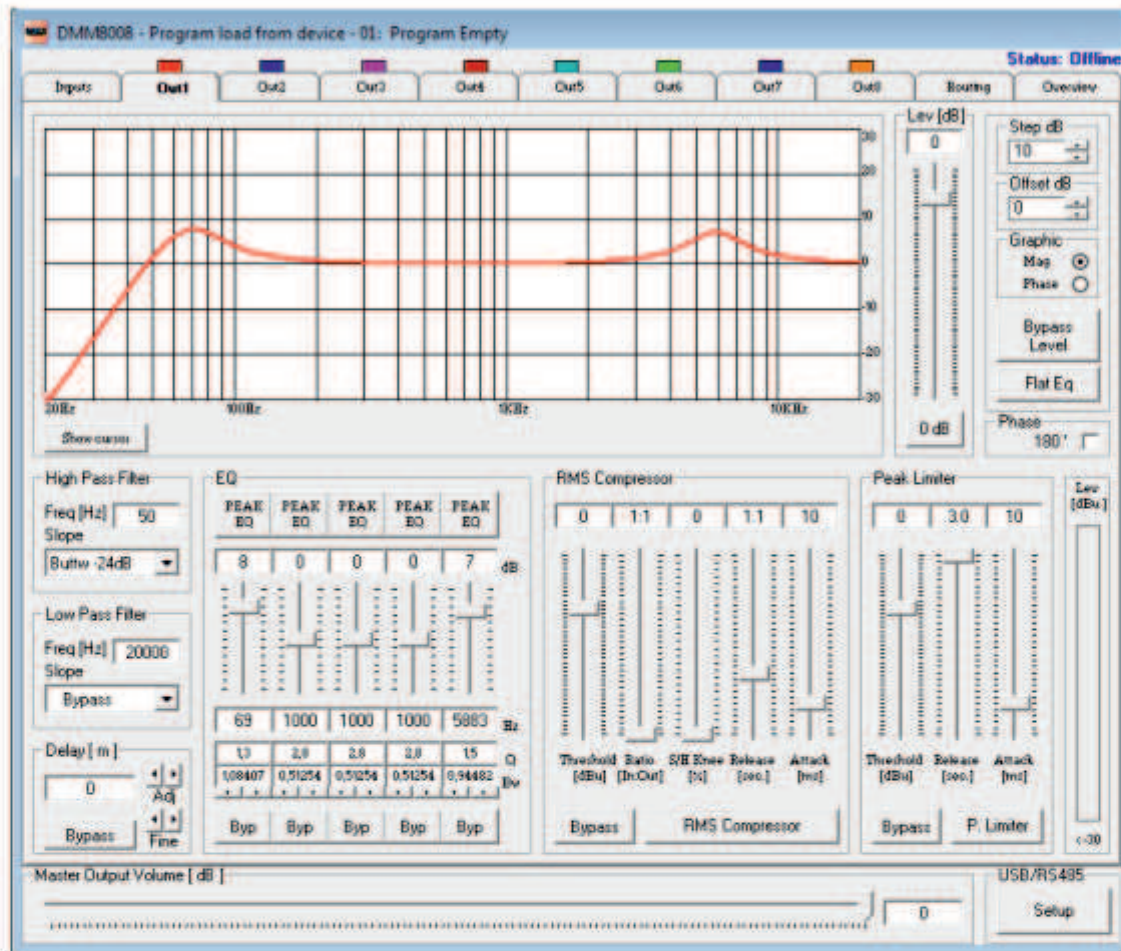 DMM8008 - Program load from device - 01: Program Empty
Status: Offline
Inputs Out1 Out2 Out3 Out4 Out5 Out6 Out7 Out8 Routing Overview
30
20
10
0
-10
-20
-30
20Hz 100Hz 1KHz 10KHz
Show cursor
Lev [dB]
0
0 dB
Step dB
10
Offset dB
0
Graphic
Mag
Phase
Bypass Level
Flat Eq
Phase
180°
High Pass Filter
Freq [Hz] 50
Slope
Buttw -24dB
Low Pass Filter
Freq [Hz] 20000
Slope
Bypass
Delay [ m ]
0
Adj
Bypass
Fine
EQ
PEAK EQ PEAK EQ PEAK EQ PEAK EQ PEAK EQ
8 0 0 0 7 dB
69 1000 1000 1000 5883 Hz
1,3 2,8 2,8 2,8 1,5 Q
1,08407 0,51254 0,51254 0,51254 0,94482 Bw
Byp Byp Byp Byp Byp
RMS Compressor
0 1:1 0 1:1 10
Threshold [dBu] Ratio [In:Out] S/H Knee [%] Release [sec.] Attack [ms]
Bypass RMS Compressor
Peak Limiter
0 3.0 10
Threshold [dBu] Release [sec.] Attack [ms]
Bypass P. Limiter
Lev [dBu]
<-30
Master Output Volume [ dB ]
0
USB/RS485
Setup